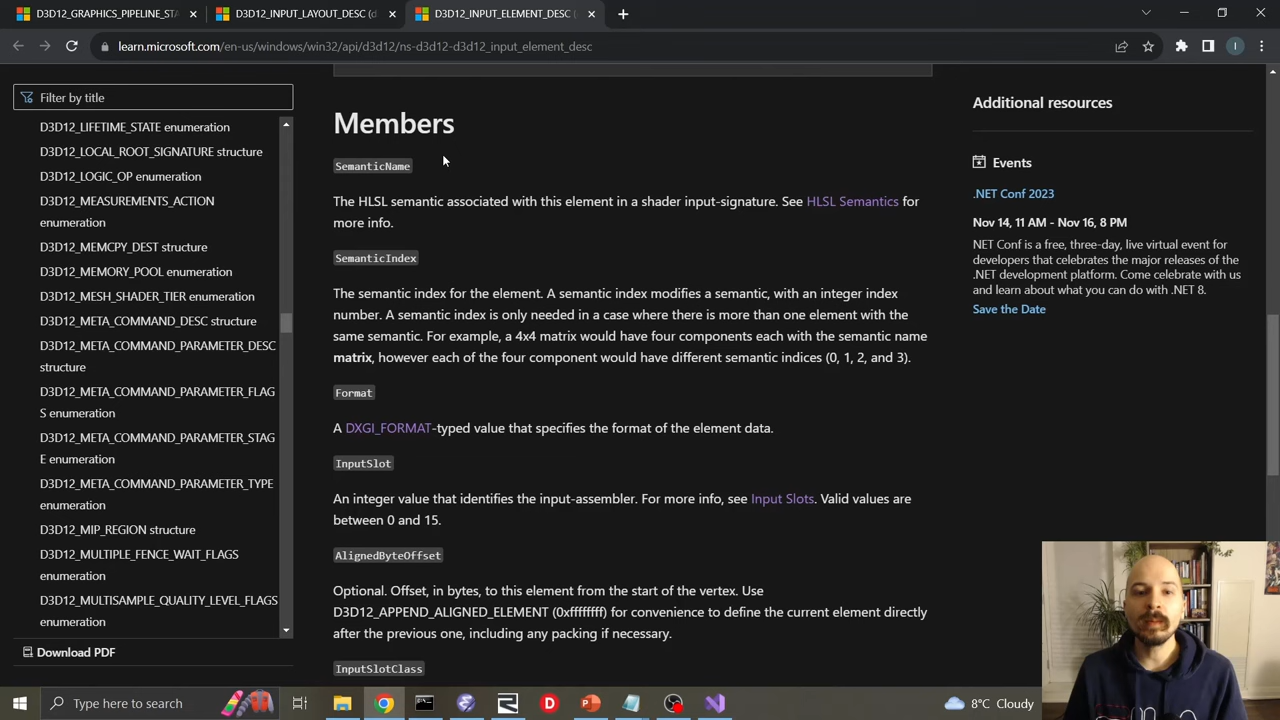 D3D12_GRAPHICS_PIPELINE_STA
D3D12_INPUT_LAYOUT_DESC (d
D3D12_INPUT_ELEMENT_DESC (
learn.microsoft.com/en-us/windows/win32/api/d3d12/ns-d3d12-d3d12_input_element_desc
I
Filter by title
D3D12_LIFETIME_STATE enumeration
D3D12_LOCAL_ROOT_SIGNATURE structure
D3D12_LOGIC_OP enumeration
D3D12_MEASUREMENTS_ACTION
enumeration
D3D12_MEMCPY_DEST structure
D3D12_MEMORY_POOL enumeration
D3D12_MESH_SHADER_TIER enumeration
D3D12_META_COMMAND_DESC structure
D3D12_META_COMMAND_PARAMETER_DESC
structure
D3D12_META_COMMAND_PARAMETER_FLAG
S enumeration
D3D12_META_COMMAND_PARAMETER_STAG
E enumeration
D3D12_META_COMMAND_PARAMETER_TYPE
enumeration
D3D12_MIP_REGION structure
D3D12_MULTIPLE_FENCE_WAIT_FLAGS
enumeration
D3D12_MULTISAMPLE_QUALITY_LEVEL_FLAGS
enumeration
Download PDF
Members
SemanticName
The HLSL semantic associated with this element in a shader input-signature. See HLSL Semantics for
more info.
SemanticIndex
The semantic index for the element. A semantic index modifies a semantic, with an integer index
number. A semantic index is only needed in a case where there is more than one element with the
same semantic. For example, a 4x4 matrix would have four components each with the semantic name
matrix, however each of the four component would have different semantic indices (0, 1, 2, and 3).
Format
A DXGI_FORMAT-typed value that specifies the format of the element data.
InputSlot
An integer value that identifies the input-assembler. For more info, see Input Slots. Valid values are
between 0 and 15.
AlignedByteOffset
Optional. Offset, in bytes, to this element from the start of the vertex. Use
D3D12_APPEND_ALIGNED_ELEMENT (0xffffffff) for convenience to define the current element directly
after the previous one, including any packing if necessary.
InputSlotClass
Additional resources
Events
.NET Conf 2023
Nov 14, 11 AM - Nov 16, 8 PM
NET Conf is a free, three-day, live virtual event for
developers that celebrates the major releases of the
.NET development platform. Come celebrate with us
and learn about what you can do with .NET 8.
Save the Date
Type here to search
8°C Cloudy